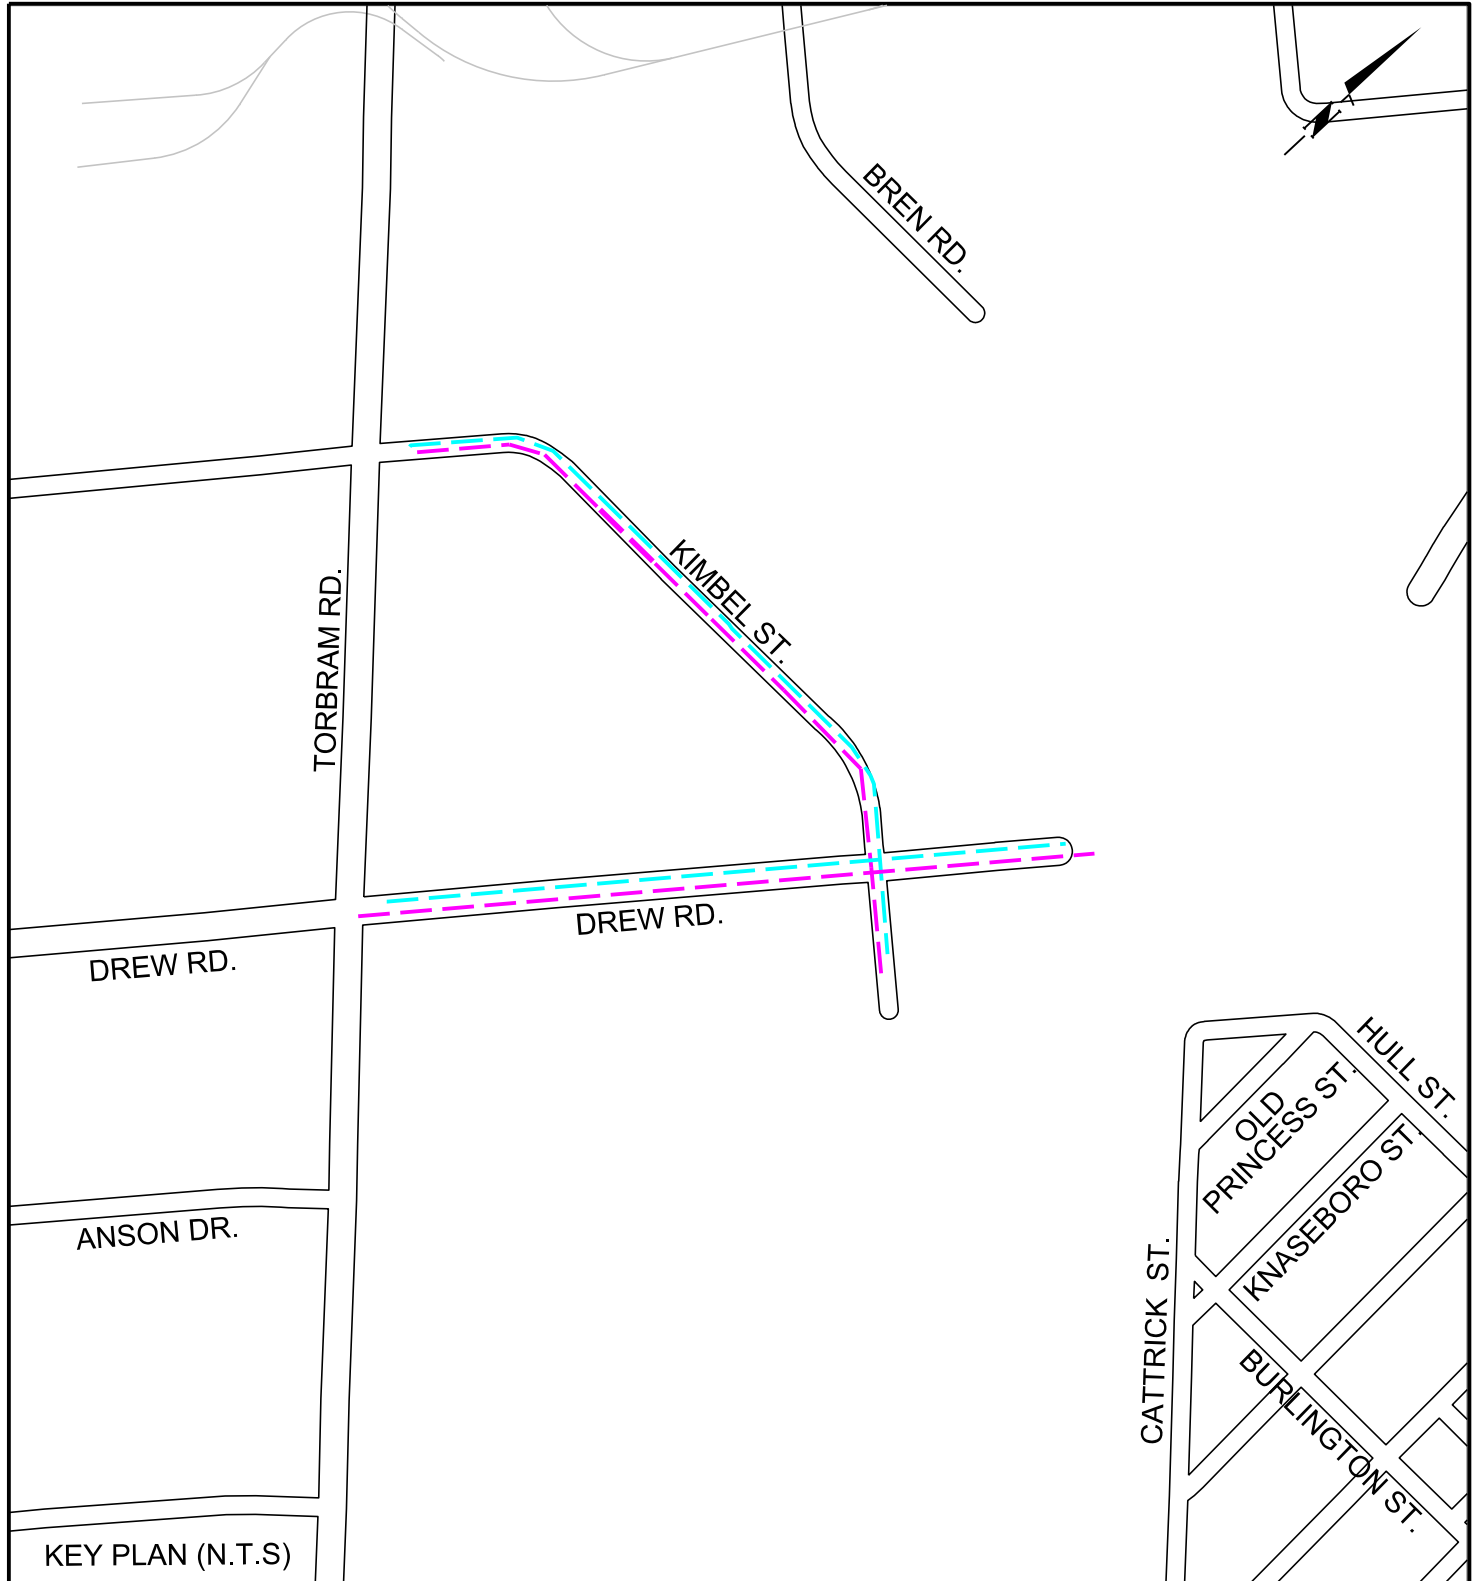 BREN RD.
KIMBEL ST.
TORBRAM RD.
DREW RD.
DREW RD.
HULL ST.
OLD
PRINCESS ST.
KNASEBORO ST.
ANSON DR.
CATTRICK ST.
BURLINGTON ST.
KEY PLAN (N.T.S)